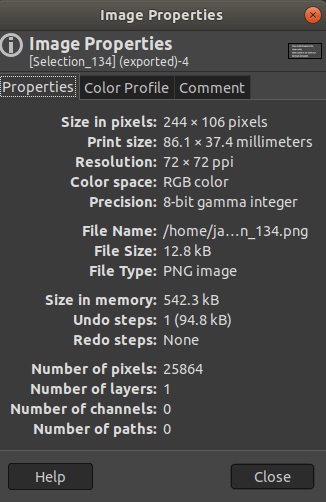 Image Properties
Image Properties
[Selection_134] (exported)-4
Properties Color Profile Comment
Size in pixels: 244 × 106 pixels
Print size: 86.1 × 37.4 millimeters
Resolution: 72 × 72 ppi
Color space: RGB color
Precision: 8-bit gamma integer
File Name: /home/ja…n_134.png
File Size: 12.8 kB
File Type: PNG image
Size in memory: 542.3 kB
Undo steps: 1 (94.8 kB)
Redo steps: None
Number of pixels: 25864
Number of layers: 1
Number of channels: 0
Number of paths: 0
Help Close